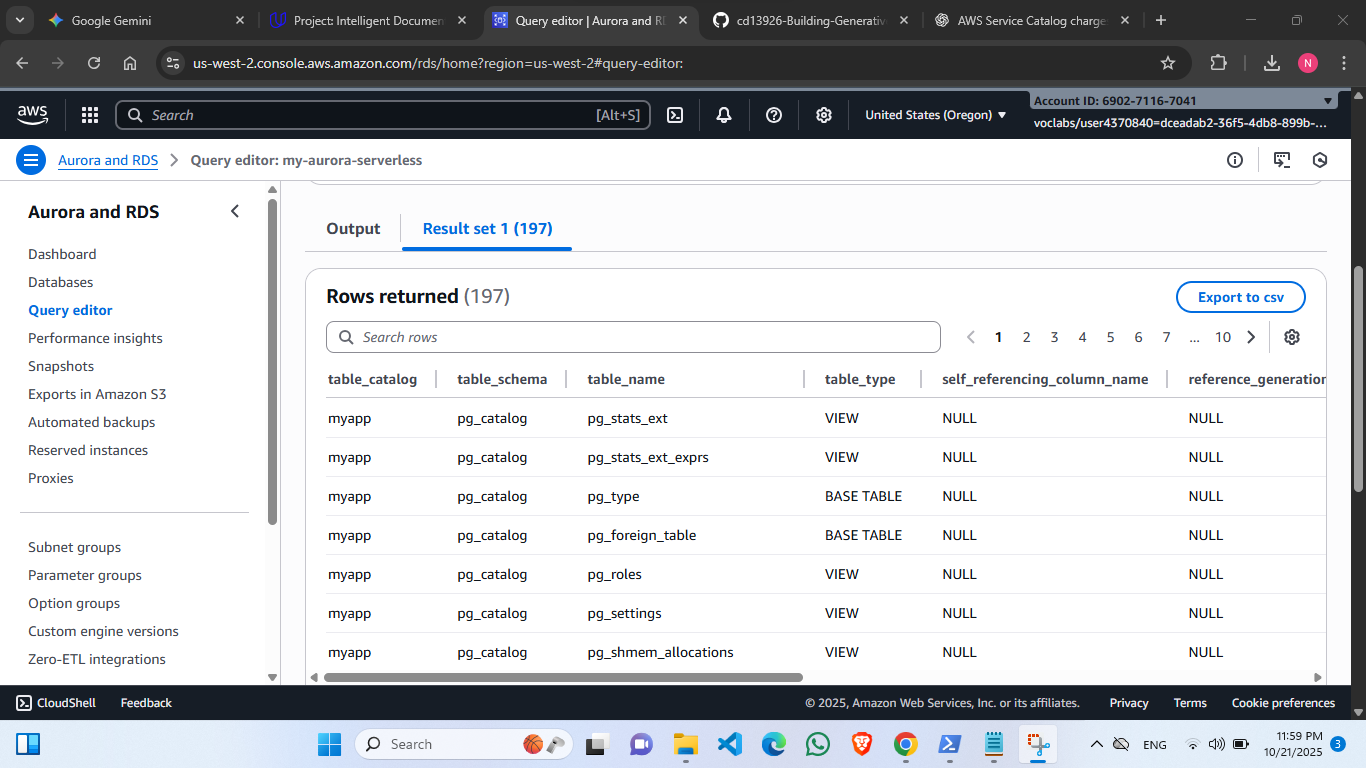 Google Gemini
Project: Intelligent Documen
Query editor | Aurora and RD
cd13926-Building-Generativ
AWS Service Catalog charge
us-west-2.console.aws.amazon.com/rds/home?region=us-west-2#query-editor:
N
aws
Search
[Alt+S]
United States (Oregon)
Account ID: 6902-7116-7041
voclabs/user4370840=dceadab2-36f5-4db8-899b-...
Aurora and RDS
Query editor: my-aurora-serverless
Aurora and RDS
Dashboard
Databases
Query editor
Performance insights
Snapshots
Exports in Amazon S3
Automated backups
Reserved instances
Proxies
Subnet groups
Parameter groups
Option groups
Custom engine versions
Zero-ETL integrations
Output
Result set 1 (197)
Rows returned (197)
Export to csv
Search rows
1 2 3 4 5 6 7 ... 10
table_catalog table_schema table_name table_type self_referencing_column_name reference_generation
myapp pg_catalog pg_stats_ext VIEW NULL NULL
myapp pg_catalog pg_stats_ext_exprs VIEW NULL NULL
myapp pg_catalog pg_type BASE TABLE NULL NULL
myapp pg_catalog pg_foreign_table BASE TABLE NULL NULL
myapp pg_catalog pg_roles VIEW NULL NULL
myapp pg_catalog pg_settings VIEW NULL NULL
myapp pg_catalog pg_shmem_allocations VIEW NULL NULL
CloudShell
Feedback
© 2025, Amazon Web Services, Inc. or its affiliates.
Privacy
Terms
Cookie preferences
Search
ENG
11:59 PM
10/21/2025
3